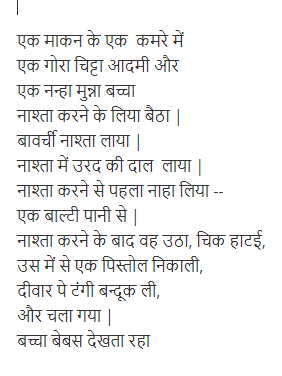 एक माकन के एक  कमरे में
एक गोरा चिट्टा आदमी और
एक नन्हा मुन्ना बच्चा
नाश्ता करने के लिया बैठा |
बावर्ची नाश्ता लाया |
नाश्ता में उरद की दाल  लाया |
नाश्ता करने से पहला नाहा लिया --
एक बाल्टी पानी से |
नाश्ता करने के बाद वह उठा, चिक हाटई,
उस में से एक पिस्तोल निकाली,
दीवार पे टंगी बन्दूक ली,
और चला गया |
बच्चा बेबस देखता रहा